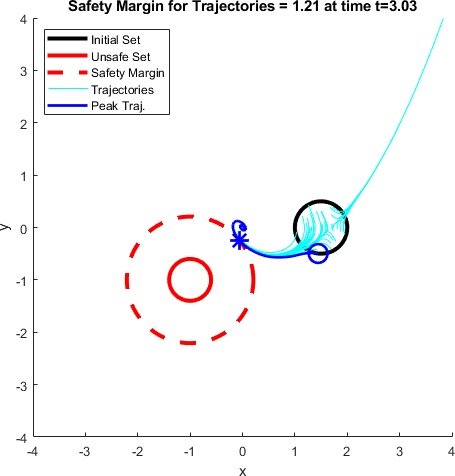 Safety Margin for Trajectories = 1.21 at time t=3.03
Initial Set
Unsafe Set
Safety Margin
Trajectories
Peak Traj.
4
3
2
1
0
-1
-2
-3
-4
y
-4 -3 -2 -1 0 1 2 3 4
x